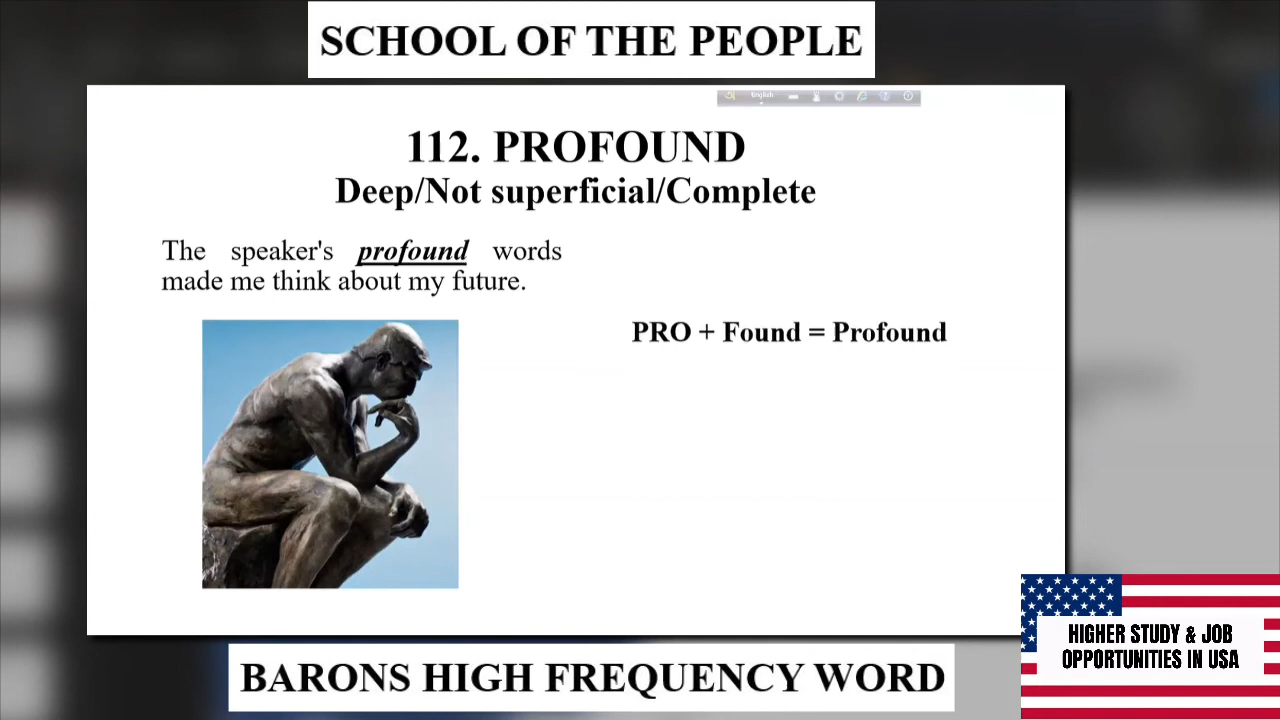 SCHOOL OF THE PEOPLE
English
112. PROFOUND
Deep/Not superficial/Complete
The speaker's profound words
made me think about my future.
PRO + Found = Profound
HIGHER STUDY & JOB
OPPORTUNITIES IN USA
BARONS HIGH FREQUENCY WORD